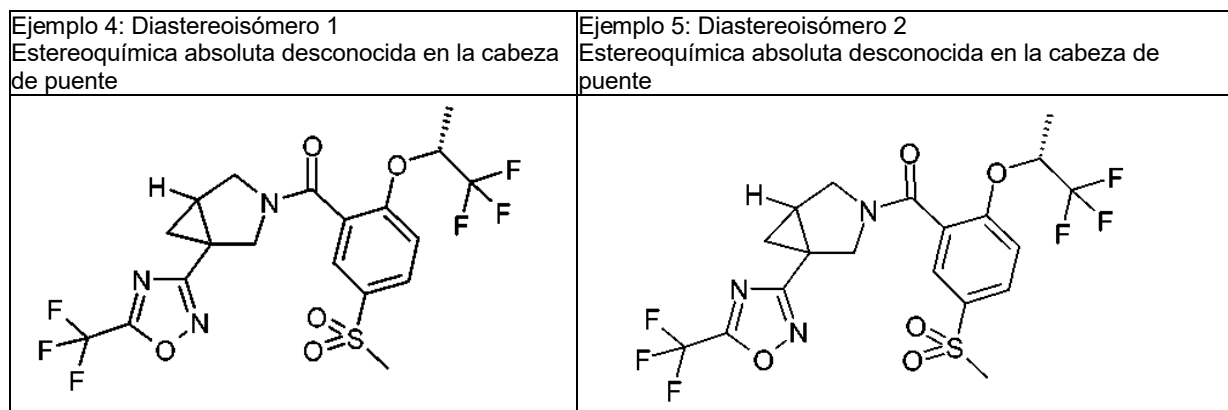 Ejemplo 4: Diastereoisómero 1
Estereoquímica absoluta desconocida en la cabeza
de puente
Ejemplo 5: Diastereoisómero 2
Estereoquímica absoluta desconocida en la cabeza de
puente
O
O
F
H
N
F
F
N
F
N
F
O
F
O
S
O
O
O
F
H
N
F
F
N
F
N
F
O
F
O
S
O